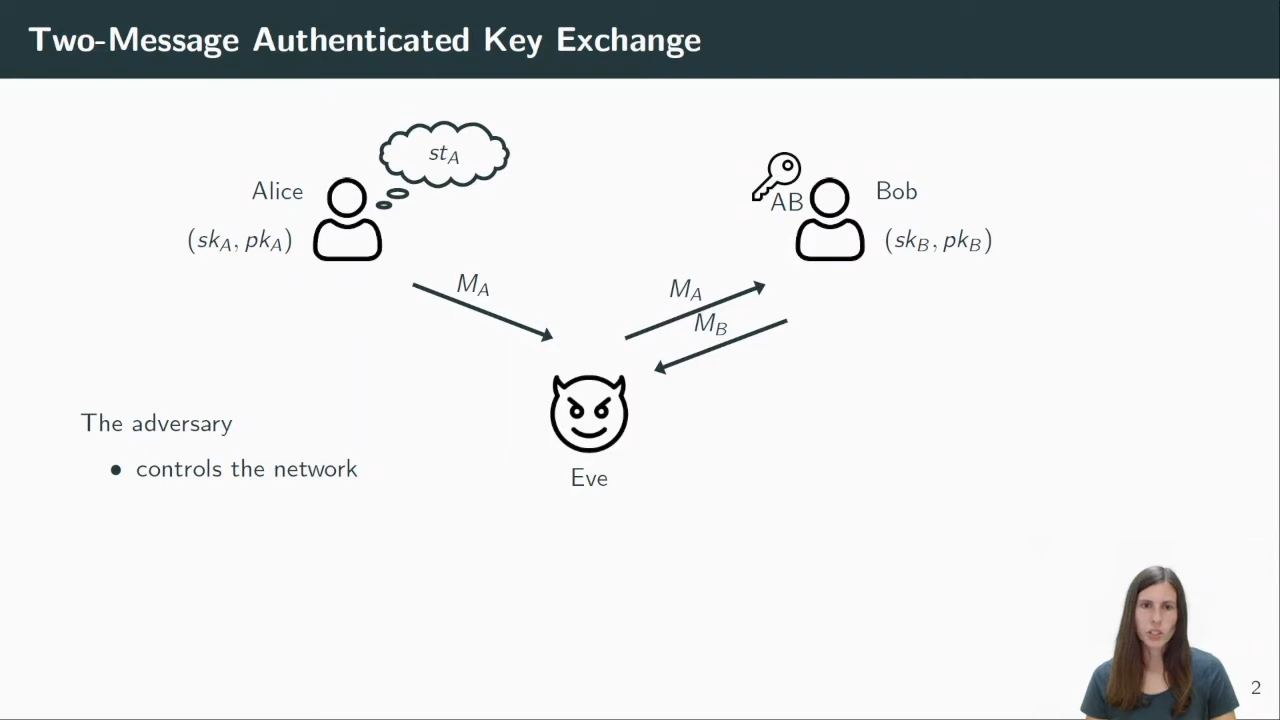 Two-Message Authenticated Key Exchange
st_A
Alice
(sk_A, pk_A)
AB
Bob
(sk_B, pk_B)
M_A
M_A
M_B
The adversary
• controls the network
Eve
2